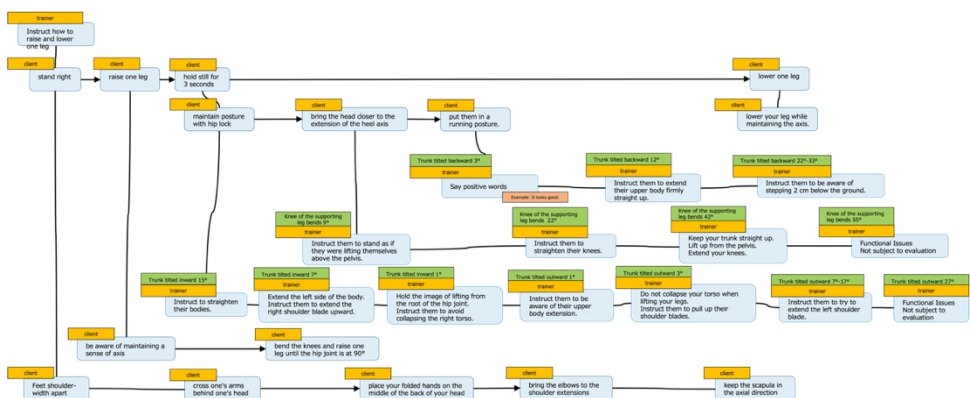 trainer
Instruct how to
raise and lower
one leg
client
stand right
client
raise one leg
client
hold still for
3 seconds
client
lower one leg
client
maintain posture
with hip lock
bring the head closer to the
extension of the heel axis
client
put them in a
running posture.
client
client
lower your leg while
maintaining the axis.
Trunk tilted backward 3°
trainer
Say positive words
Example: It looks good.
Trunk tilted backward 12°
trainer
Instruct them to extend
their upper body firmly
straight up.
Trunk tilted backward 22°-33°
trainer
Instruct them to be aware of
stepping 2 cm below the ground.
Knee of the supporting
leg bends 9°
trainer
Instruct them to stand as if
they were lifting themselves
above the pelvis.
Knee of the supporting
leg bends 22°
trainer
Instruct them to
straighten their knees.
Knee of the supporting
leg bends 42°
trainer
Keep your trunk straight up.
Lift up from the pelvis.
Extend your knees.
Knee of the supporting
leg bends 55°
trainer
Functional Issues
Not subject to evaluation
Trunk tilted inward 15°
trainer
Instruct to straighten
their bodies.
Trunk tilted inward 7°
trainer
Extend the left side of the body.
Instruct them to extend the
right shoulder blade upward.
Trunk tilted inward 1°
trainer
Hold the image of lifting from
the root of the hip joint.
Instruct them to avoid
collapsing the right torso.
Trunk tilted outward 1°
trainer
Instruct them to be
aware of their upper
body extension.
Trunk tilted outward 3°
trainer
Do not collapse your torso when
lifting your legs.
Instruct them to pull up their
shoulder blades.
Trunk tilted outward 7°-17°
trainer
Instruct them to try to
extend the left shoulder
blade.
Trunk tilted outward 27°
trainer
Functional Issues
Not subject to
evaluation
client
be aware of maintaining a
sense of axis
client
bend the knees and raise one
leg until the hip joint is at 90°
client
Feet shoulder-
width apart
client
cross one's arms
behind one's head
client
place your folded hands on the
middle of the back of your head
client
bring the elbows to the
shoulder extensions
client
keep the scapula in
the axial direction